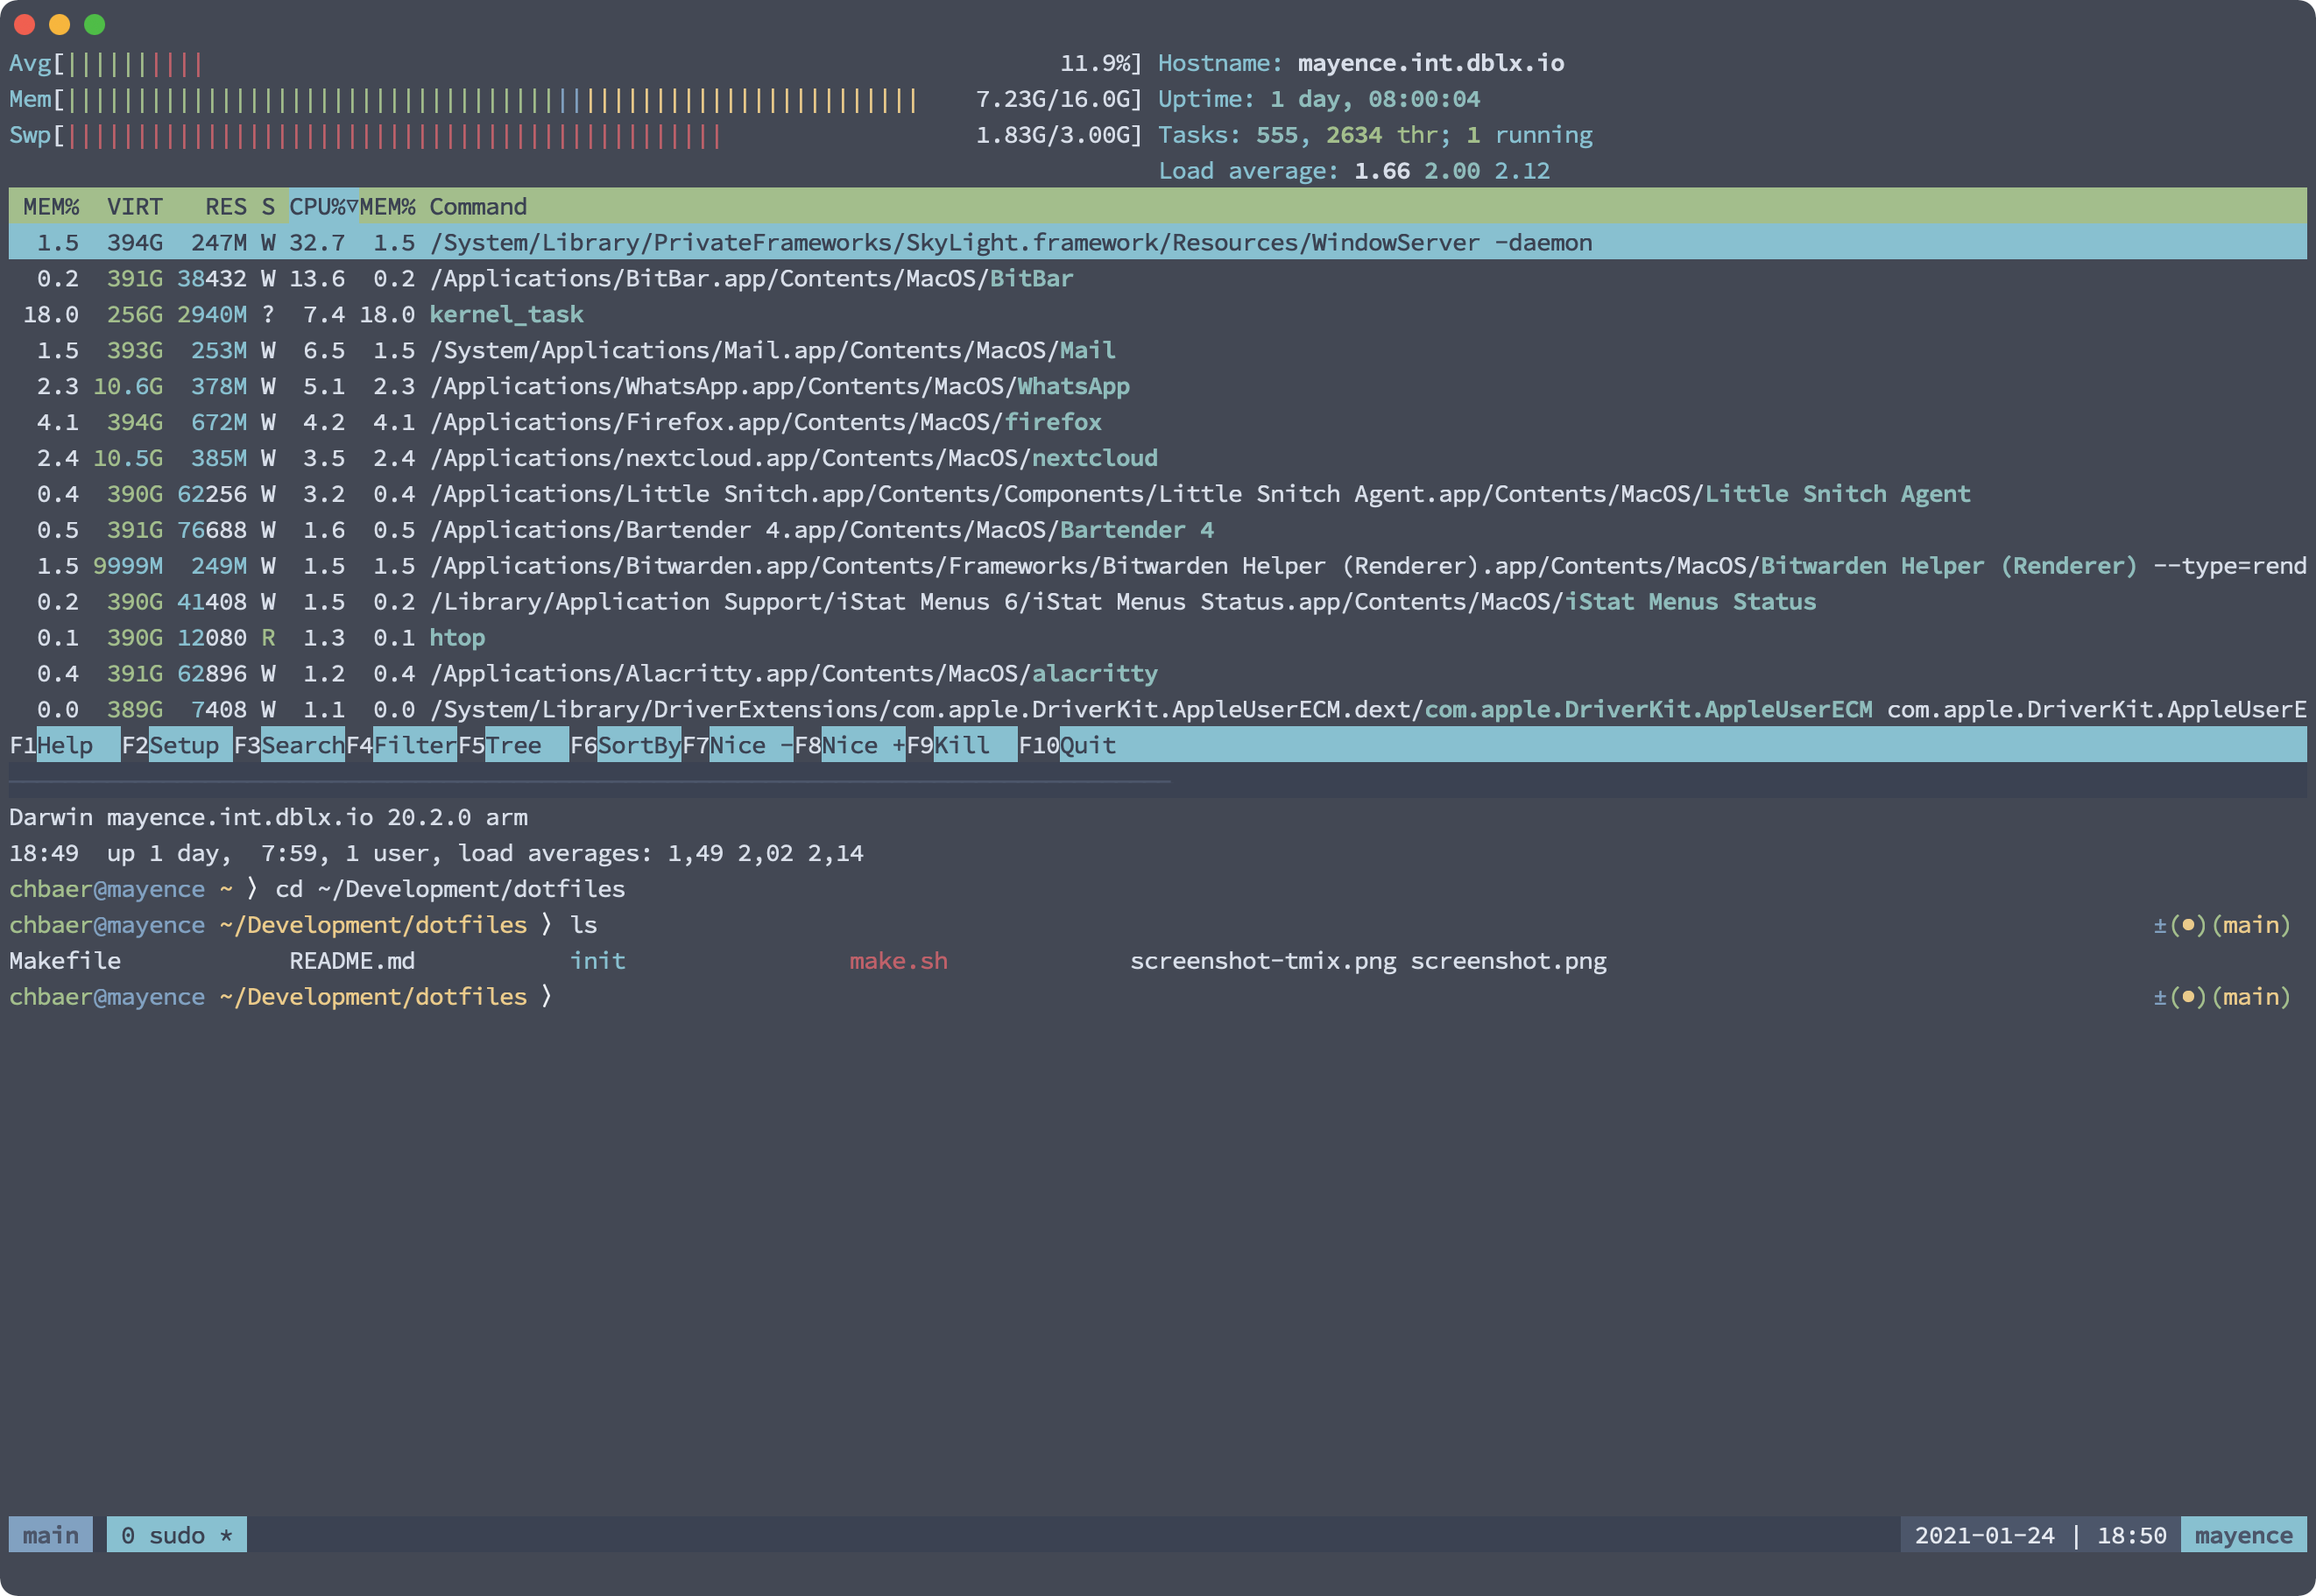 Avg[|||||||||| 11.9%] Hostname: mayence.int.dblx.io
Mem[||||||||||||||||||||||||||||||||||||||||||||||||||||||||||||| 7.23G/16.0G] Uptime: 1 day, 08:00:04
Swp[||||||||||||||||||||||||||||||||||||||||||||||| 1.83G/3.00G] Tasks: 555, 2634 thr; 1 running
Load average: 1.66 2.00 2.12
MEM% VIRT RES S CPU%▽MEM% Command
1.5 394G 247M W 32.7 1.5 /System/Library/PrivateFrameworks/SkyLight.framework/Resources/WindowServer -daemon
0.2 391G 38432 W 13.6 0.2 /Applications/BitBar.app/Contents/MacOS/BitBar
18.0 256G 2940M ? 7.4 18.0 kernel_task
1.5 393G 253M W 6.5 1.5 /System/Applications/Mail.app/Contents/MacOS/Mail
2.3 10.6G 378M W 5.1 2.3 /Applications/WhatsApp.app/Contents/MacOS/WhatsApp
4.1 394G 672M W 4.2 4.1 /Applications/Firefox.app/Contents/MacOS/firefox
2.4 10.5G 385M W 3.5 2.4 /Applications/nextcloud.app/Contents/MacOS/nextcloud
0.4 390G 62256 W 3.2 0.4 /Applications/Little Snitch.app/Contents/Components/Little Snitch Agent.app/Contents/MacOS/Little Snitch Agent
0.5 391G 76688 W 1.6 0.5 /Applications/Bartender 4.app/Contents/MacOS/Bartender 4
1.5 9999M 249M W 1.5 1.5 /Applications/Bitwarden.app/Contents/Frameworks/Bitwarden Helper (Renderer).app/Contents/MacOS/Bitwarden Helper (Renderer) --type=rend
0.2 390G 41408 W 1.5 0.2 /Library/Application Support/iStat Menus 6/iStat Menus Status.app/Contents/MacOS/iStat Menus Status
0.1 390G 12080 R 1.3 0.1 htop
0.4 391G 62896 W 1.2 0.4 /Applications/Alacritty.app/Contents/MacOS/alacritty
0.0 389G 7408 W 1.1 0.0 /System/Library/DriverExtensions/com.apple.DriverKit.AppleUserECM.dext/com.apple.DriverKit.AppleUserECM com.apple.DriverKit.AppleUserE
F1Help F2Setup F3SearchF4FilterF5Tree F6SortByF7Nice -F8Nice +F9Kill F10Quit
Darwin mayence.int.dblx.io 20.2.0 arm
18:49 up 1 day, 7:59, 1 user, load averages: 1,49 2,02 2,14
chbaer@mayence ~ ❭ cd ~/Development/dotfiles
chbaer@mayence ~/Development/dotfiles ❭ ls ±(●)(main)
Makefile README.md init make.sh screenshot-tmix.png screenshot.png
chbaer@mayence ~/Development/dotfiles ❭ ±(●)(main)
main 0 sudo * 2021-01-24 | 18:50 mayence